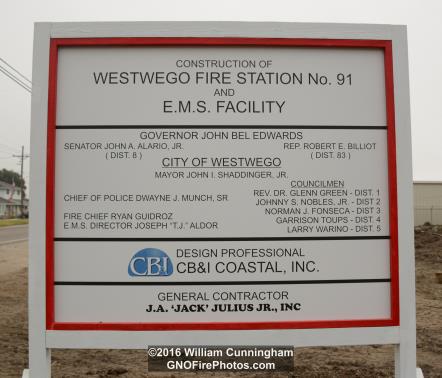 CONSTRUCTION OF
WESTWEGO FIRE STATION No. 91
AND
E.M.S. FACILITY
GOVERNOR JOHN BEL EDWARDS
SENATOR JOHN A. ALARIO, JR.
( DIST. 8 )
REP. ROBERT E. BILLIOT
( DIST. 83 )
CITY OF WESTWEGO
MAYOR JOHN I. SHADDINGER, JR.
CHIEF OF POLICE DWAYNE J. MUNCH, SR
FIRE CHIEF RYAN GUIDROZ
E.M.S. DIRECTOR JOSEPH "T.J." ALDOR
COUNCILMEN
REV. DR. GLENN GREEN - DIST. 1
JOHNNY S. NOBLES, JR. - DIST 2
NORMAN J. FONSECA - DIST 3
GARRISON TOUPS - DIST. 4
LARRY WARINO - DIST. 5
CB&I
DESIGN PROFESSIONAL
CB&I COASTAL, INC.
GENERAL CONTRACTOR
J.A. 'JACK' JULIUS JR., INC
©2016 William Cunningham
GNOFirePhotos.com